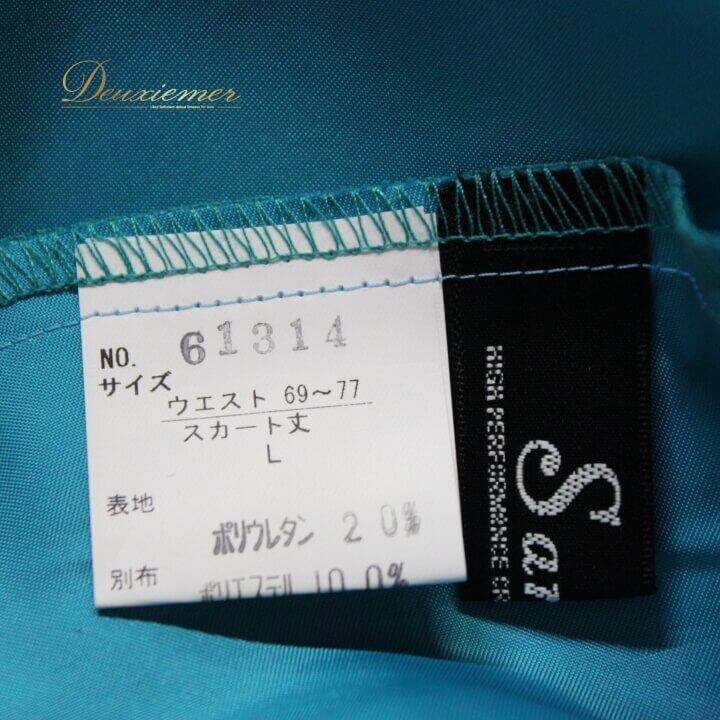 Deuxiemer
NO. 61314
サイズ
ウエスト 69～77
スカート丈
L
表地
ポリウレタン 20%
別布
ポリエステル 100%
HIGH PERFORMANCE
Sar